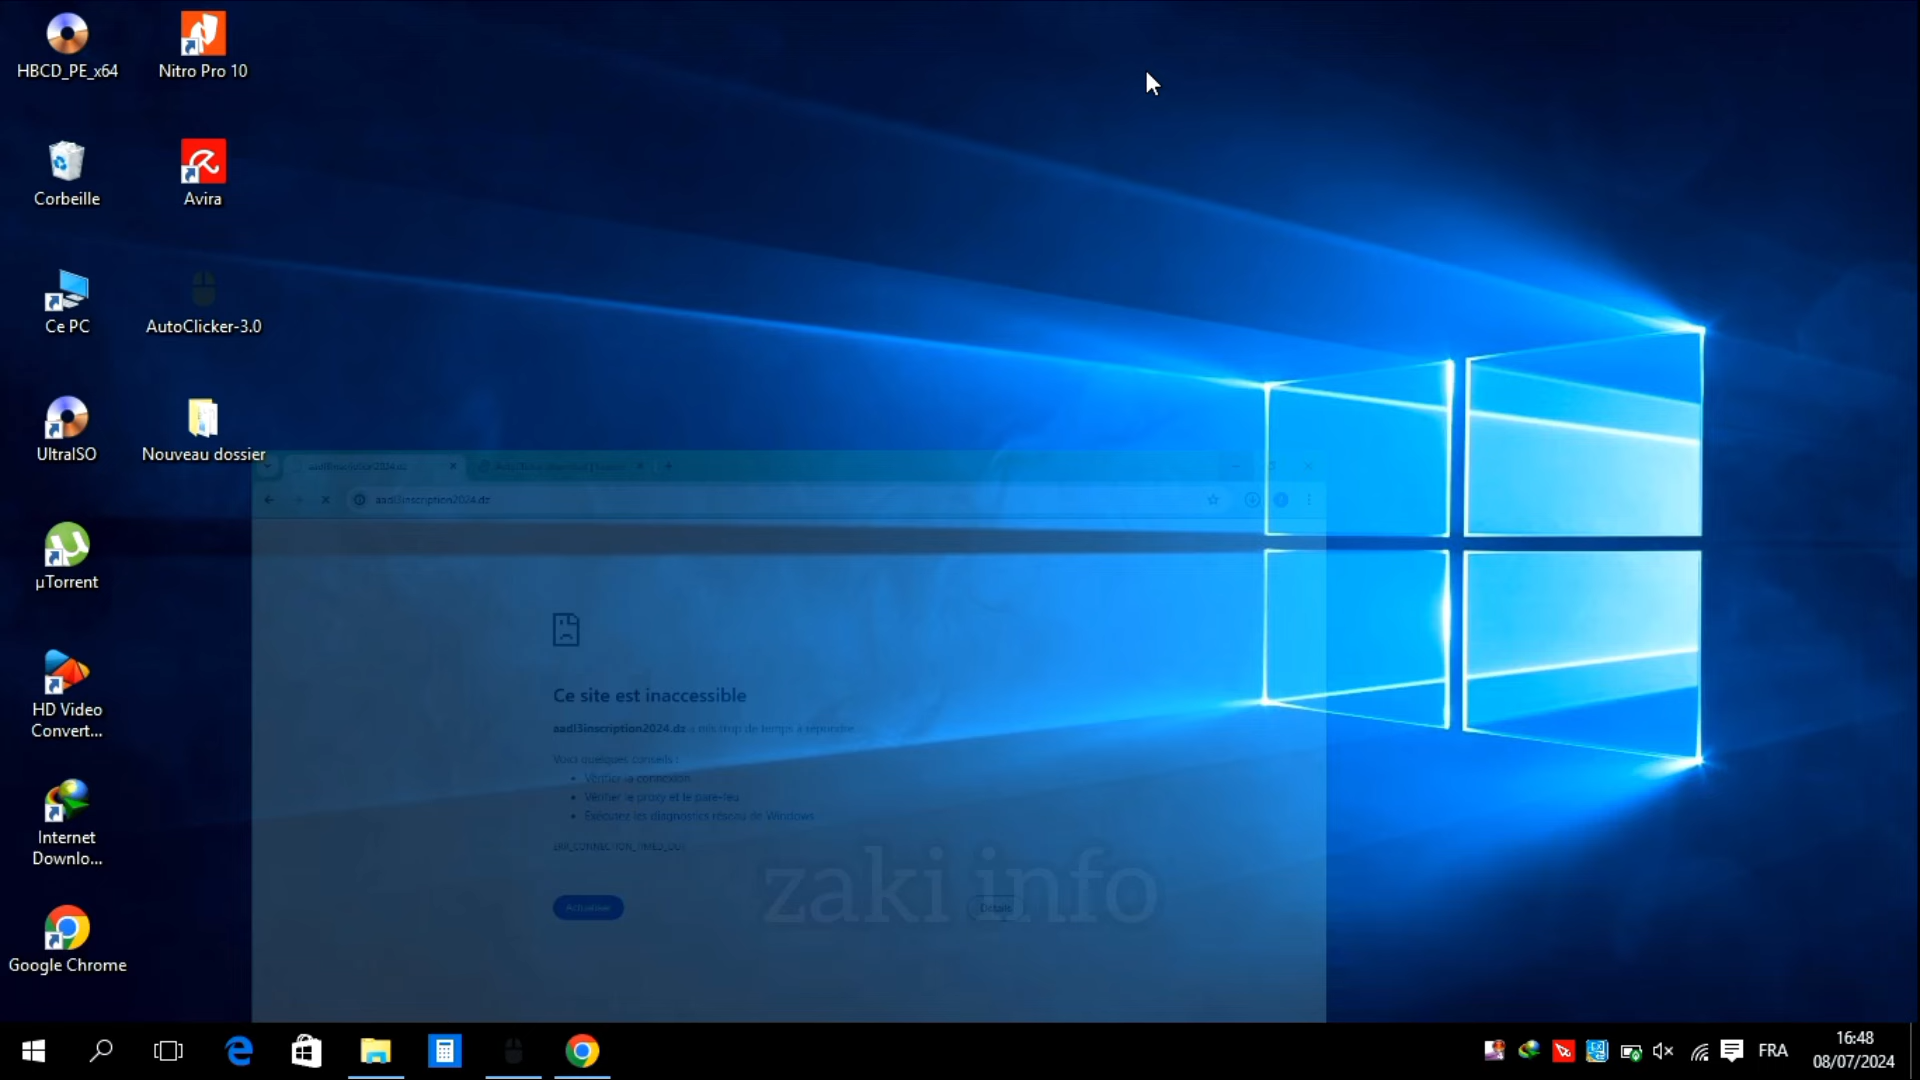 HBCD_PE_x64
Nitro Pro 10
Corbeille
Avira
Ce PC
AutoClicker-3.0
UltraISO
Nouveau dossier
µTorrent
HD Video
Convert...
Internet
Downlo...
Google Chrome
aadl3inscription2024.dz
aadl3inscription2024.dz
Ce site est inaccessible
aadl3inscription2024.dz a mis trop de temps à répondre.
Voici quelques conseils :
Vérifier la connexion
Vérifier le proxy et le pare-feu
Exécutez les diagnostics réseau de Windows
ERR_CONNECTION_TIMED_OUT
Actualiser
Détails
zaki info
FRA
16:48
08/07/2024